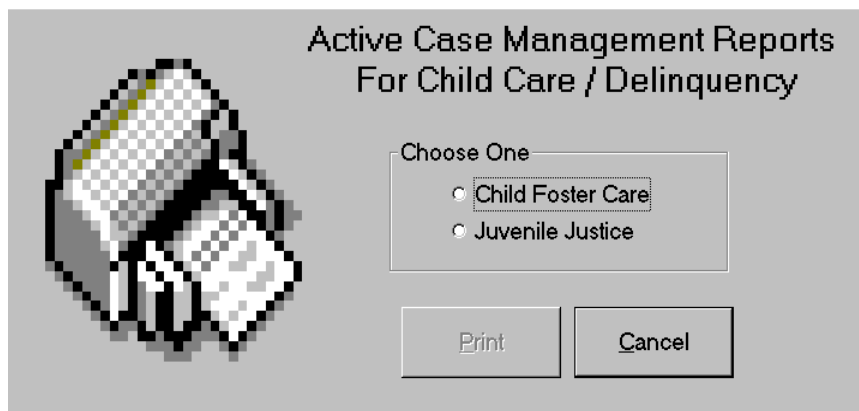 Active Case Management Reports
For Child Care / Delinquency
Choose One
Child Foster Care
Juvenile Justice
Print
Cancel